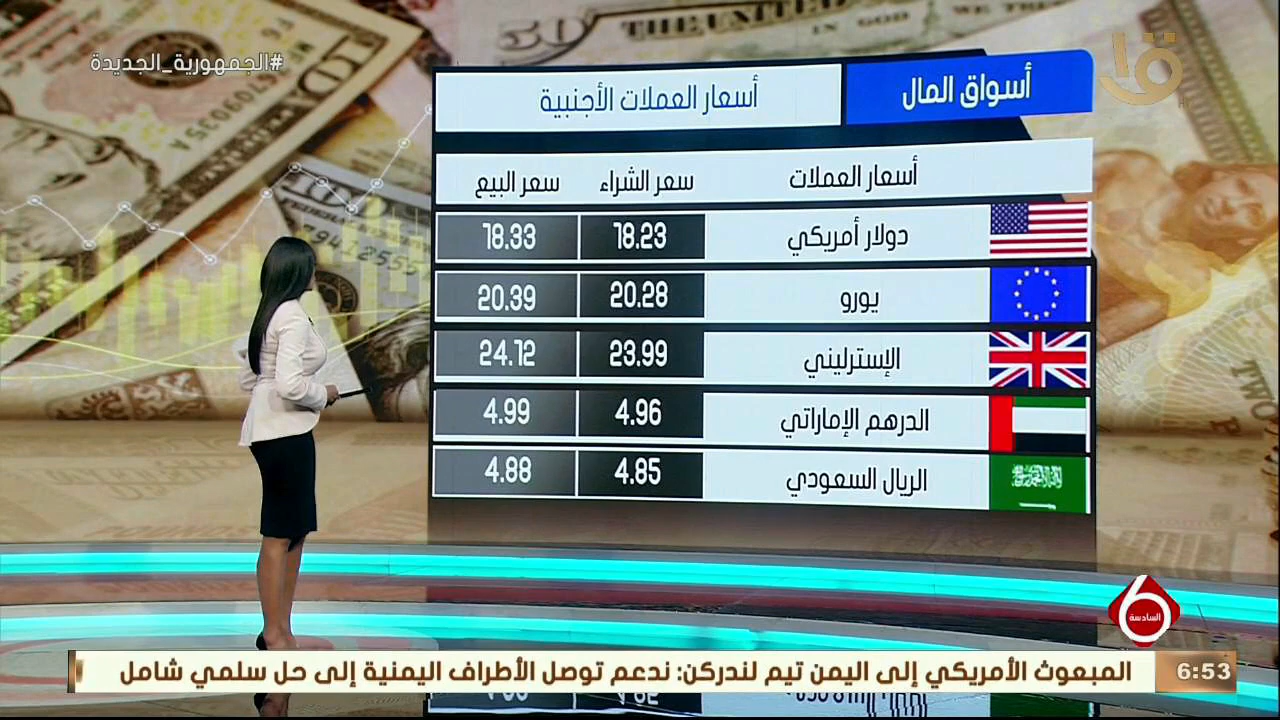 #الجمهورية_الجديدة
أسواق المال
أسعار العملات الأجنبية
أسعار العملات سعر الشراء سعر البيع
دولار أمريكي 18.23 18.33
يورو 20.28 20.39
الإسترليني 23.99 24.12
الدرهم الإماراتي 4.96 4.99
الريال السعودي 4.85 4.88
6
السادسة
6:53
المبعوث الأمريكي إلى اليمن تيم لندركن: ندعم توصل الأطراف اليمنية إلى حل سلمي شامل